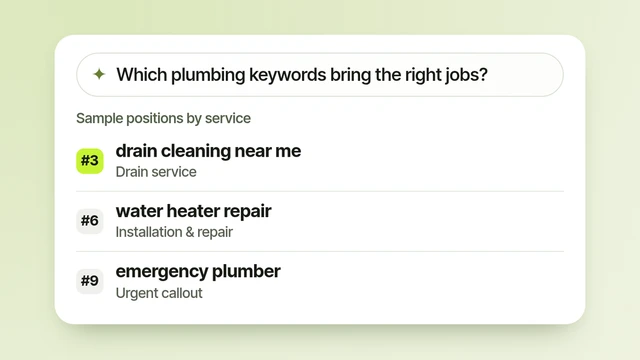 Which plumbing keywords bring the right jobs?
Sample positions by service
#3
drain cleaning near me
Drain service
#6
water heater repair
Installation & repair
#9
emergency plumber
Urgent callout